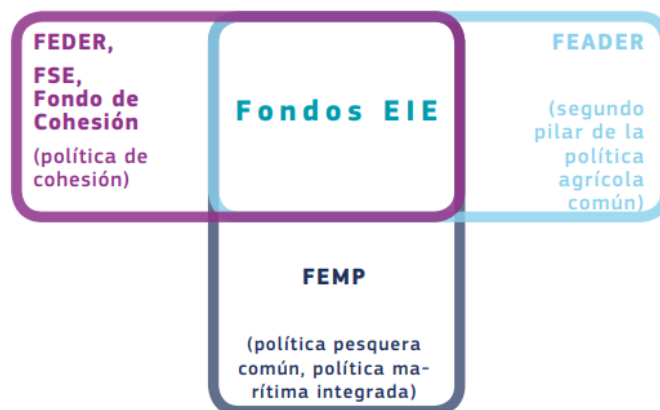 FEDER,
FSE,
Fondo de
Cohesión
(política de
cohesión)
Fondos EIE
FEADER
(segundo
pilar de la
política
agrícola
común)
FEMP
(política pesquera
común, política ma-
rítima integrada)